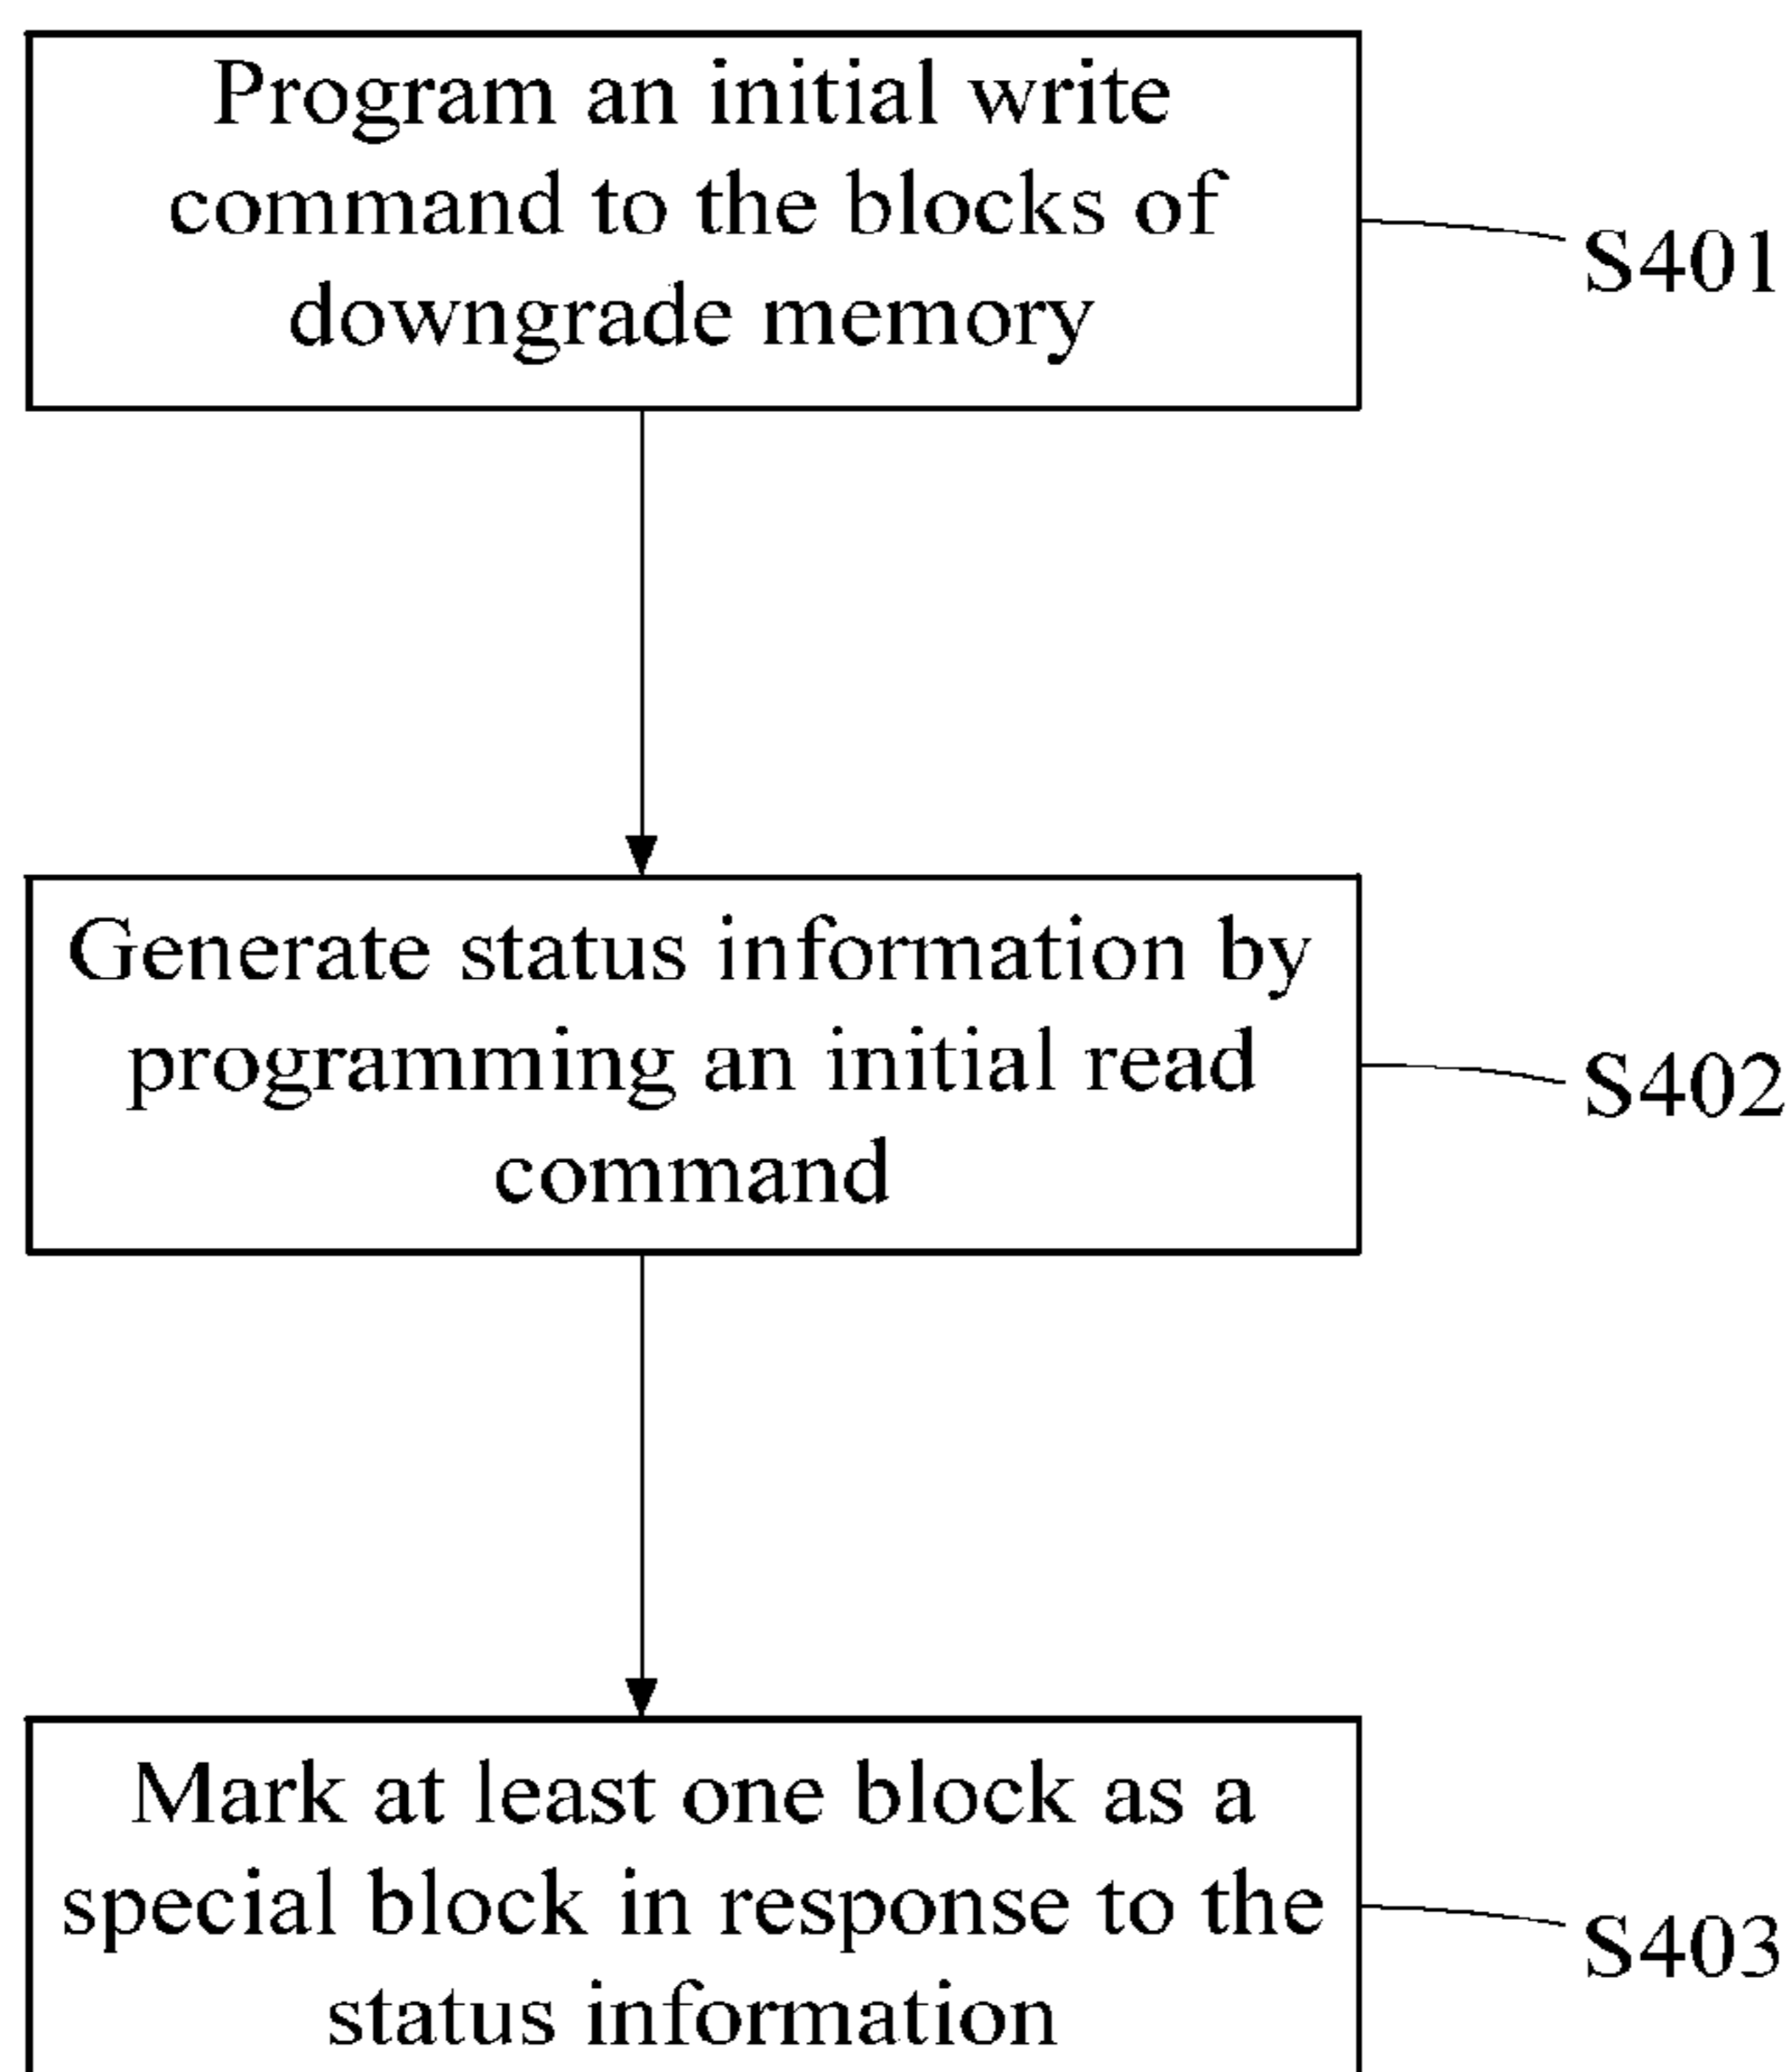 Program an initial write
command to the blocks of
downgrade memory
S401
Generate status information by
programming an initial read
command
S402
Mark at least one block as a
special block in response to the
status information
S403